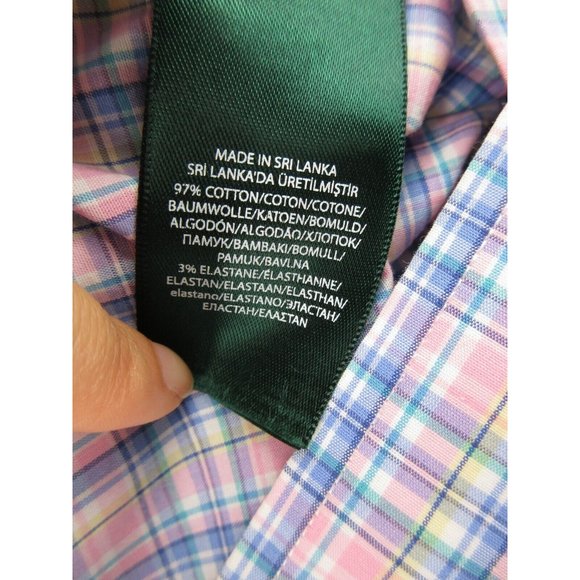 MADE IN SRI LANKA
SRİ LANKA'DA ÜRETİLMİŞTİR
97% COTTON/COTON/COTONE/
BAUMWOLLE/KATOEN/BOMULD/
ALGODÓN/ALGODÃO/ХЛОПОК/
ПАМУК/BAMBAKI/BOMULL/
PAMUK/BAVLNA
3% ELASTANE/ÉLASTHANNE/
ELASTAN/ELASTAAN/ELASTHAN/
elastano/ELASTANO/ЭЛАСТАН/
ЕЛАСТАН/ΕΛΑΣΤΑΝ